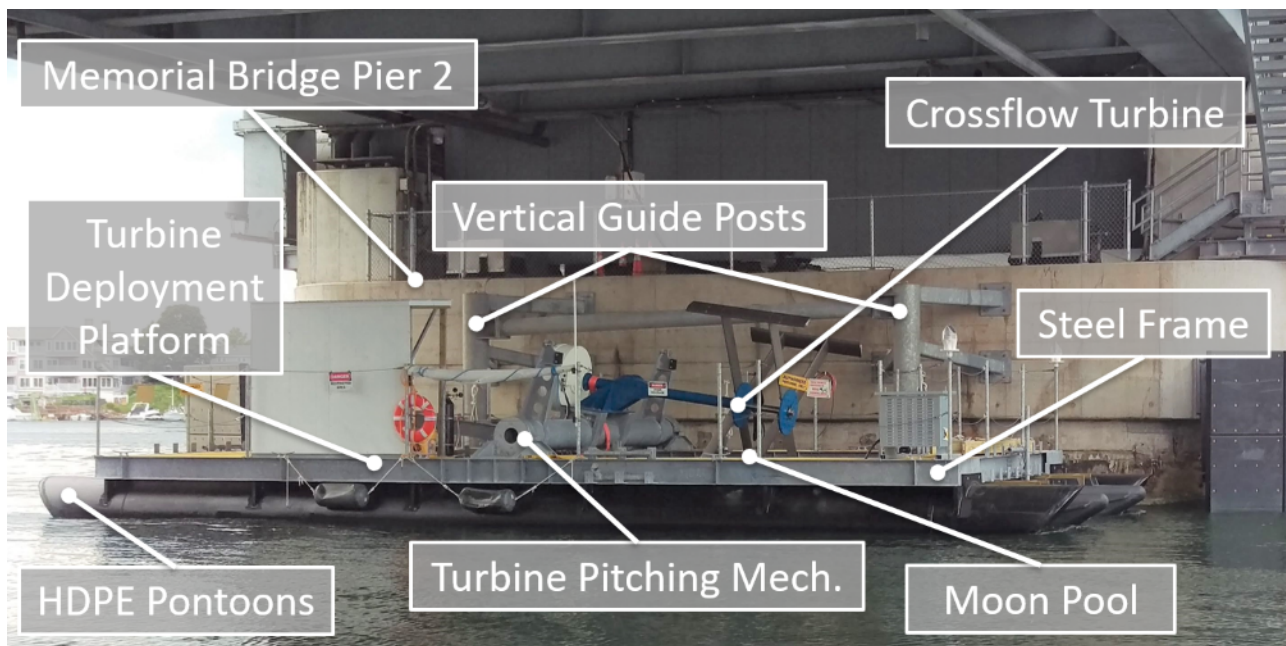 Memorial Bridge Pier 2
Crossflow Turbine
Turbine
Deployment
Platform
Vertical Guide Posts
Steel Frame
HDPE Pontoons
Turbine Pitching Mech.
Moon Pool